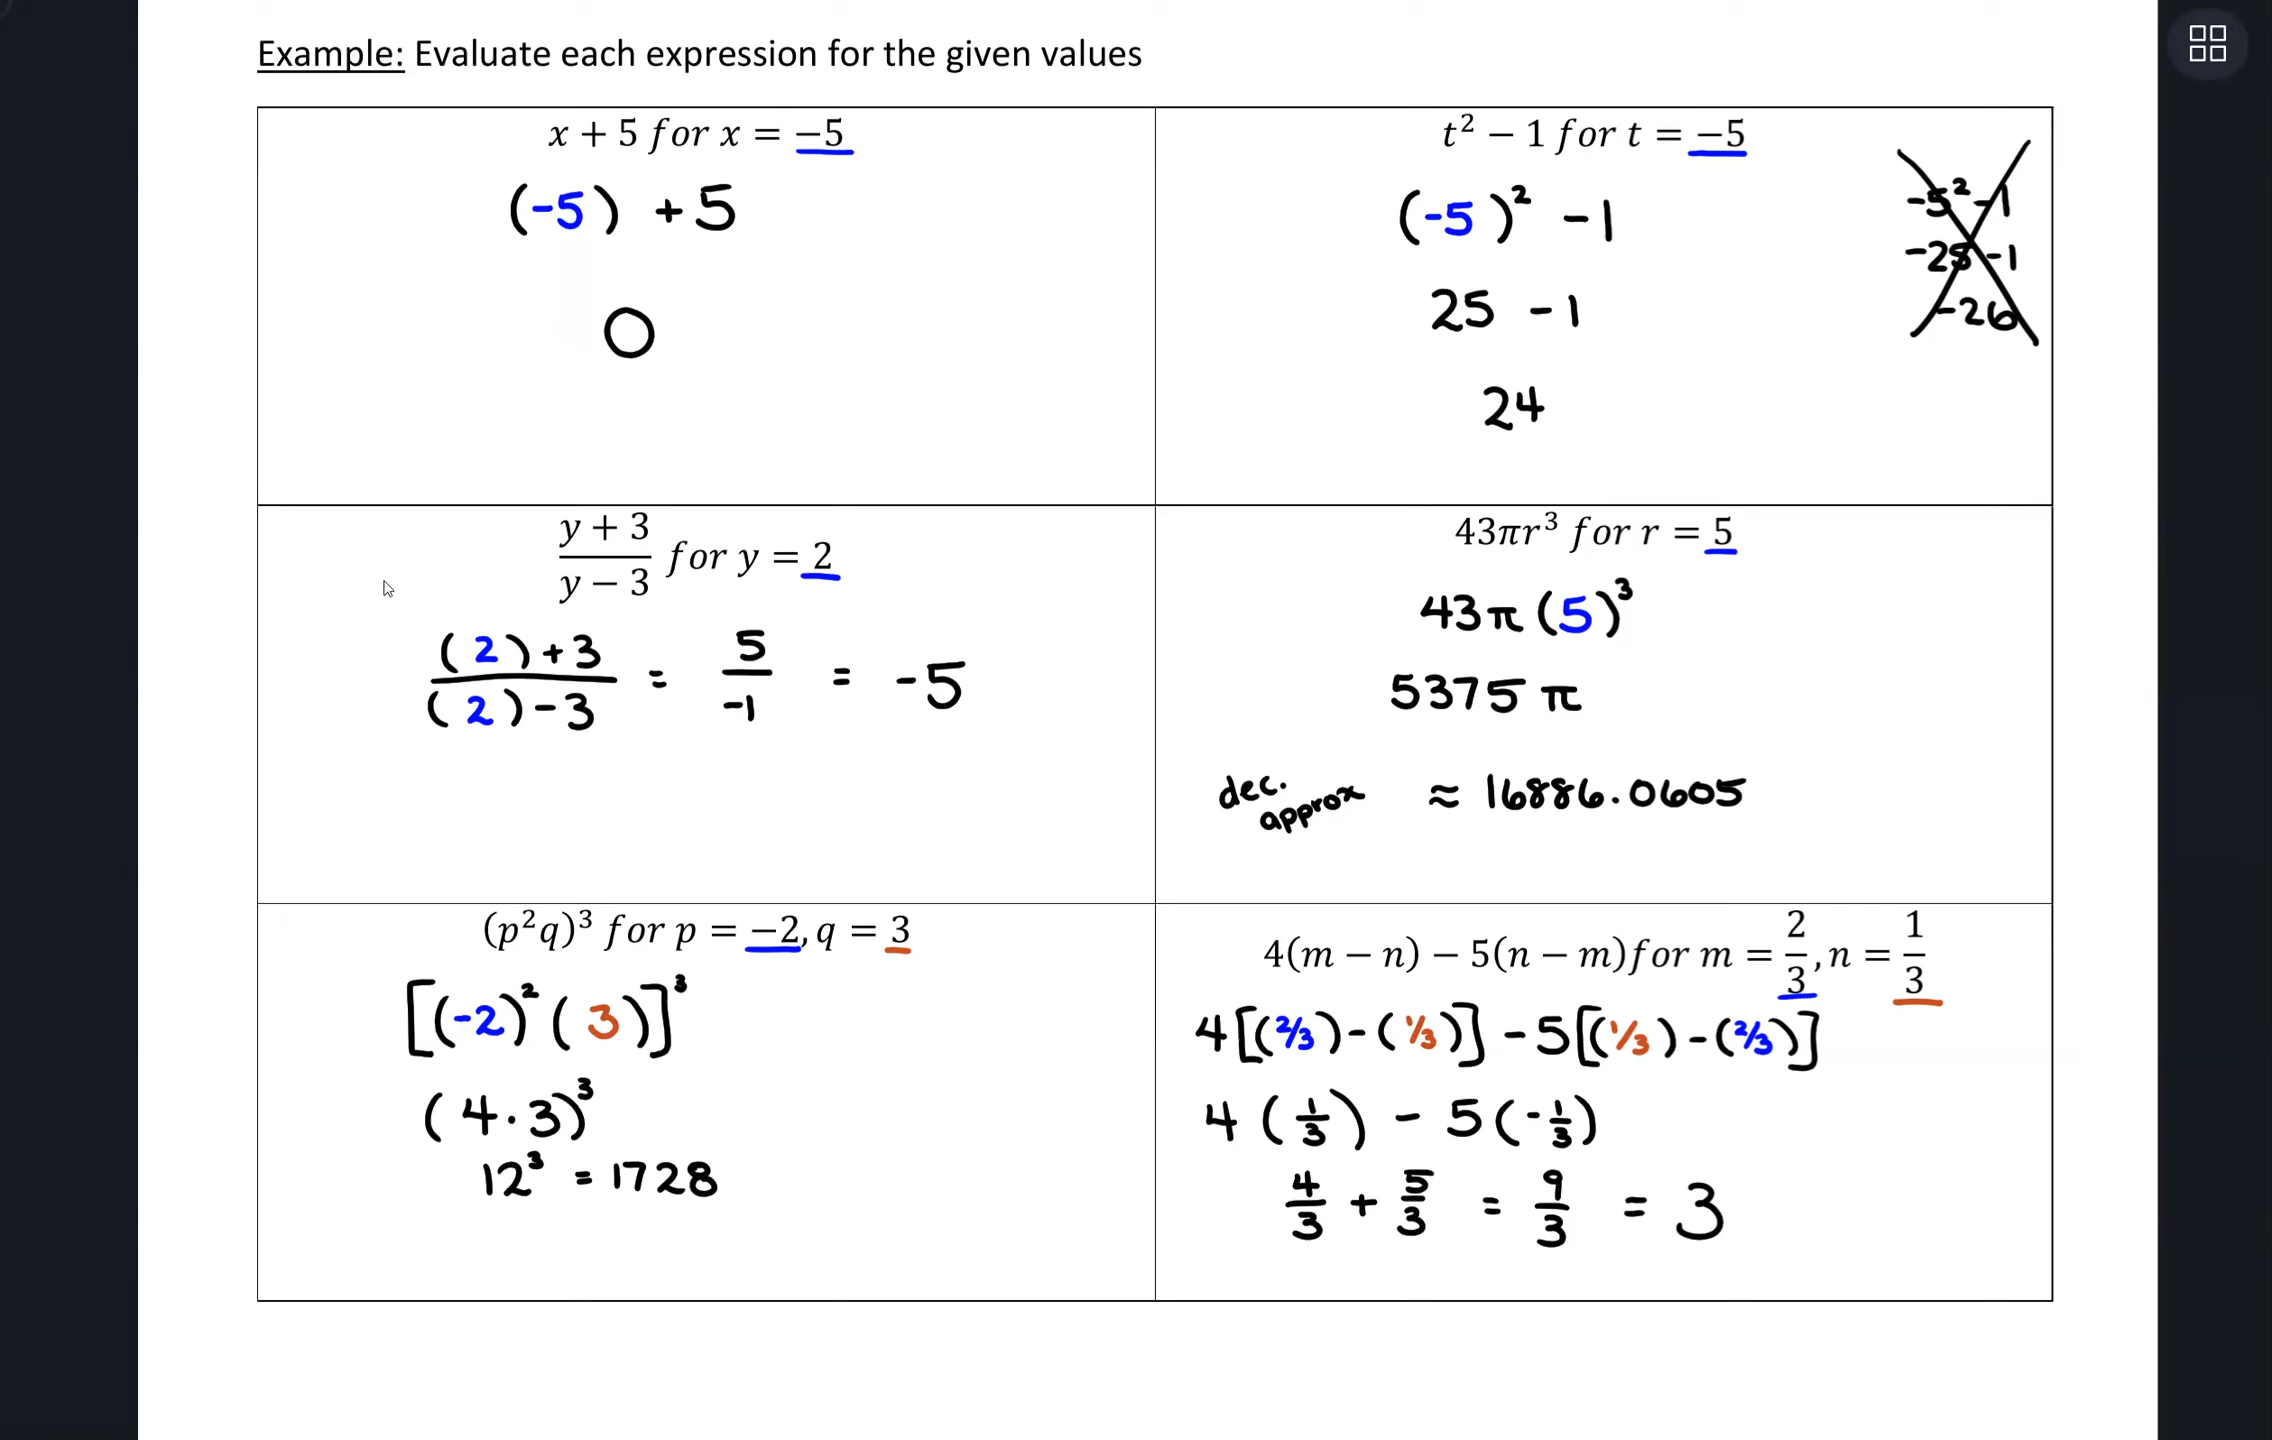 Example: Evaluate each expression for the given values
x + 5 for x = −5
(-5) + 5
0
t² − 1 for t = −5
(-5)² - 1
25 - 1
24
-5² - 1
-25 - 1
-26
y + 3
y − 3
for y = 2
(2) + 3
(2) - 3
= 5/-1 = -5
43πr³ for r = 5
43π(5)³
5375π
dec. approx ≈ 16886.0605
(p²q)³ for p = −2, q = 3
[(-2)²(3)]³
(4·3)³
12³ = 1728
4(m − n) − 5(n − m)for m = 2/3, n = 1/3
4[(2/3) - (1/3)] - 5[(1/3) - (2/3)]
4(1/3) - 5(-1/3)
4/3 + 5/3 = 9/3 = 3